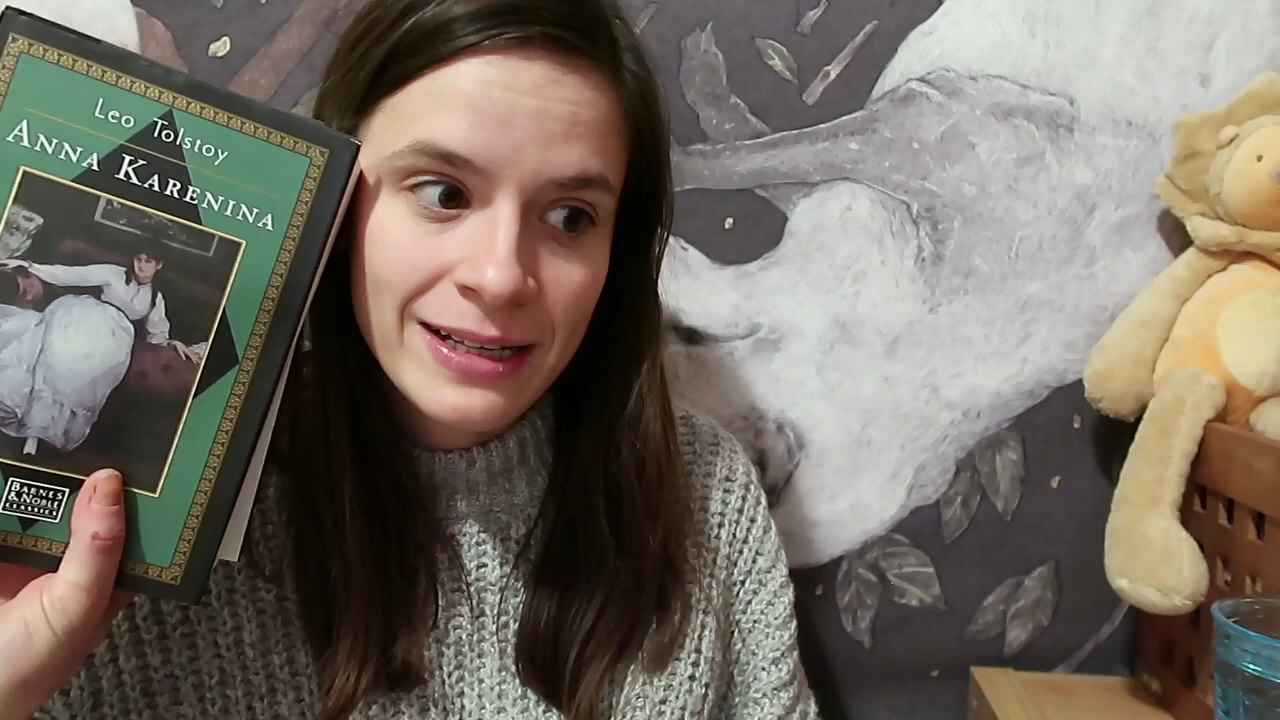 Leo Tolstoy
ANNA KARENINA
BARNES
& NOBLE
CLASSICS